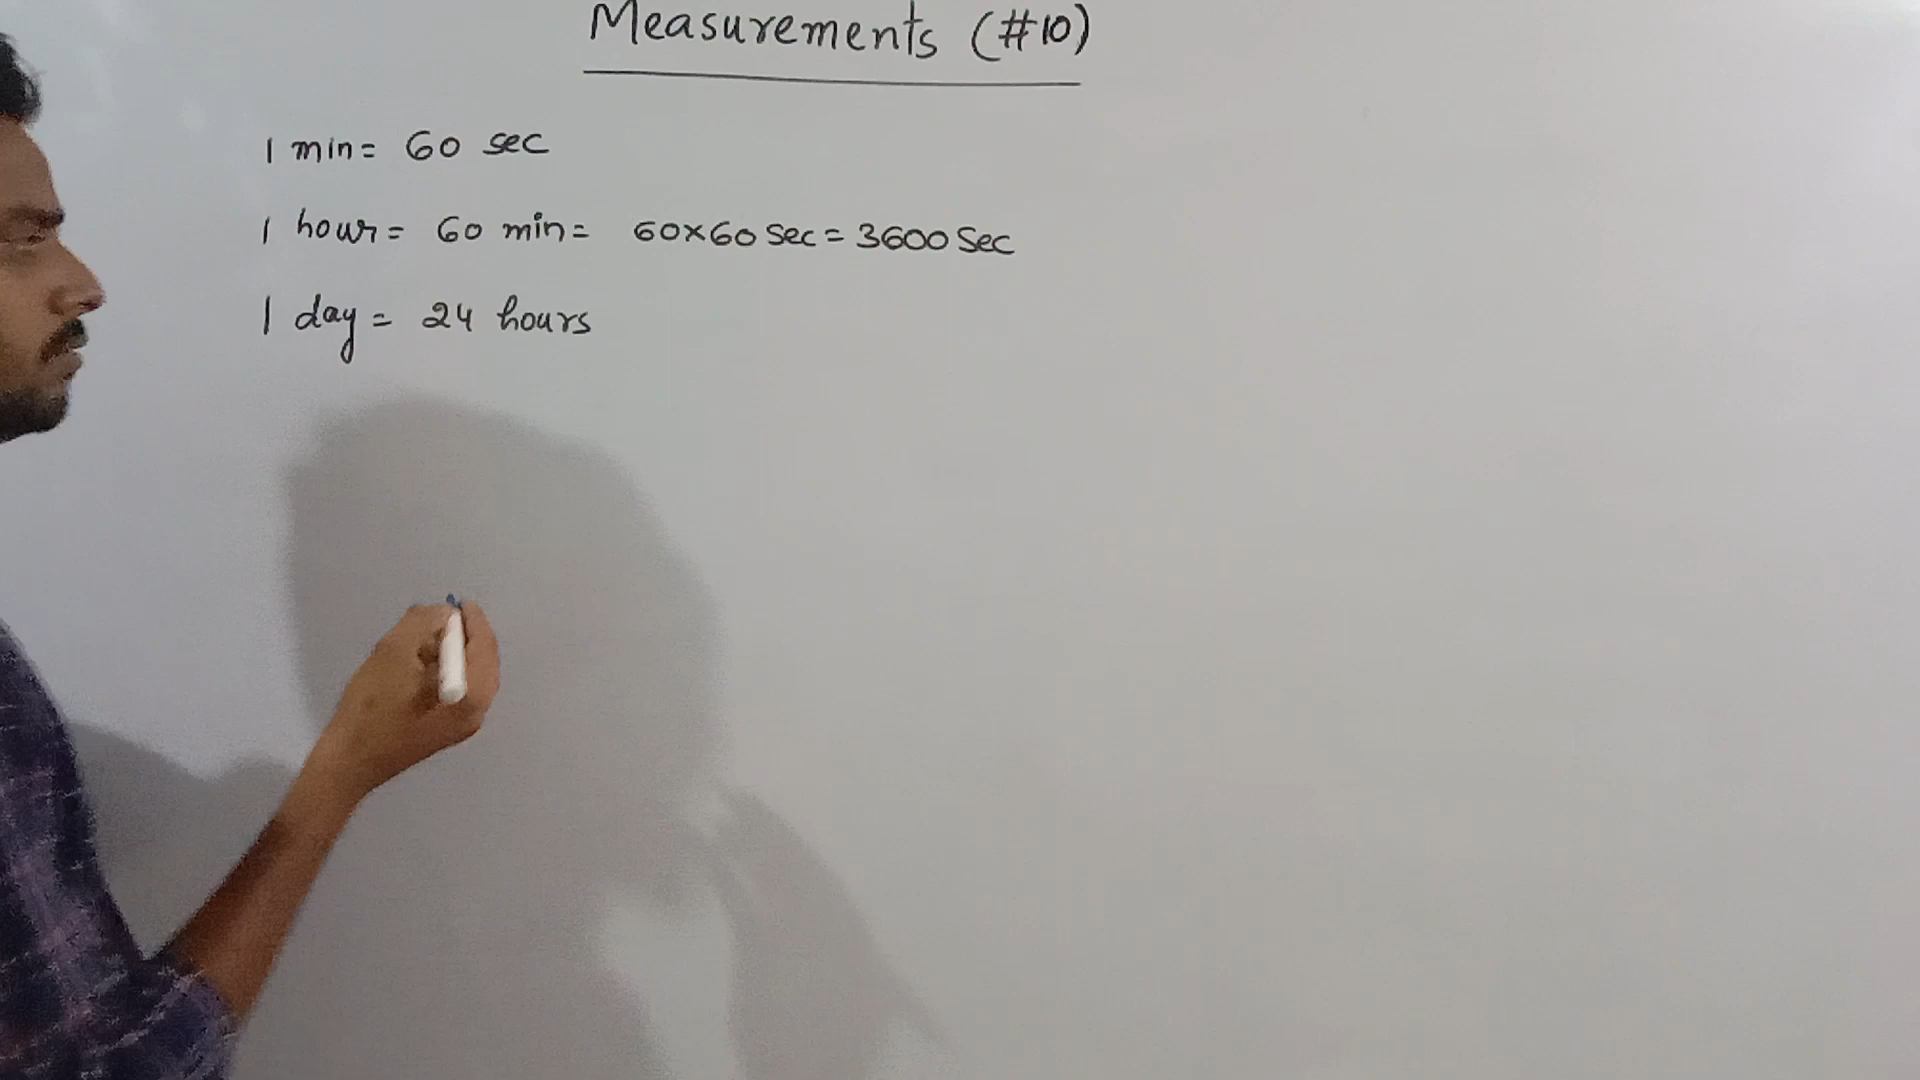 Measurements (#10)
1 min = 60 sec
1 hour = 60 min = 60×60 Sec = 3600 Sec
1 day = 24 hours